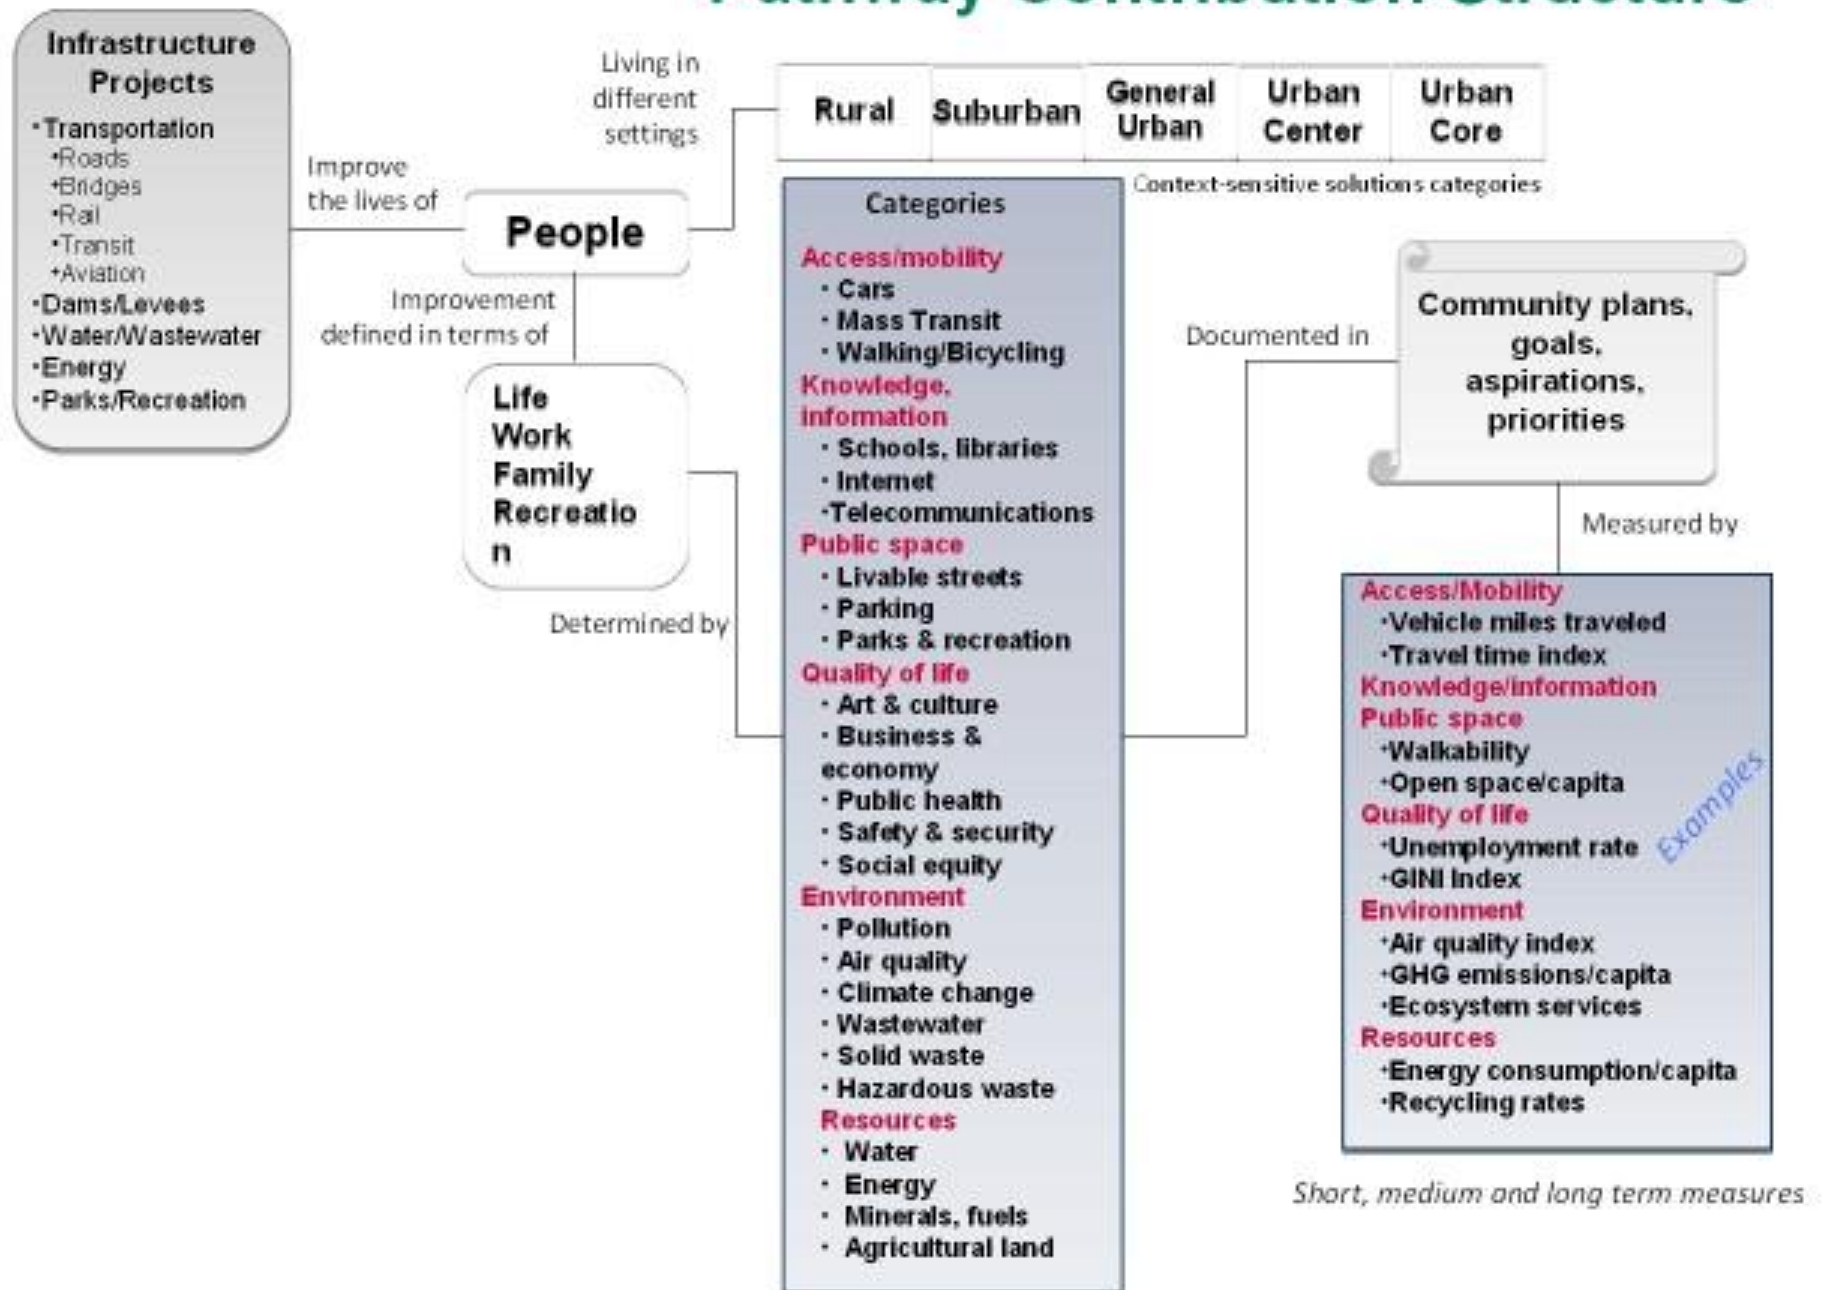 Pathway Contribution Structure
Infrastructure
Projects
•Transportation
•Roads
•Bridges
•Rail
•Transit
•Aviation
•Dams/Levees
•Water/Wastewater
•Energy
•Parks/Recreation
Improve
the lives of
People
Living in
different
settings
Rural
Suburban
General
Urban
Urban
Center
Urban
Core
Context-sensitive solutions categories
Improvement
defined in terms of
Life
Work
Family
Recreatio
n
Determined by
Categories
Access/mobility
• Cars
• Mass Transit
• Walking/Bicycling
Knowledge,
information
• Schools, libraries
• Internet
•Telecommunications
Public space
• Livable streets
• Parking
• Parks & recreation
Quality of life
• Art & culture
• Business &
economy
• Public health
• Safety & security
• Social equity
Environment
• Pollution
• Air quality
• Climate change
• Wastewater
• Solid waste
• Hazardous waste
Resources
• Water
• Energy
• Minerals, fuels
• Agricultural land
Documented in
Community plans,
goals,
aspirations,
priorities
Measured by
Access/Mobility
•Vehicle miles traveled
•Travel time index
Knowledge/information
Public space
•Walkability
•Open space/capita
Quality of life
•Unemployment rate
•GINI Index
Environment
•Air quality index
•GHG emissions/capita
•Ecosystem services
Resources
•Energy consumption/capita
•Recycling rates
Examples
Short, medium and long term measures